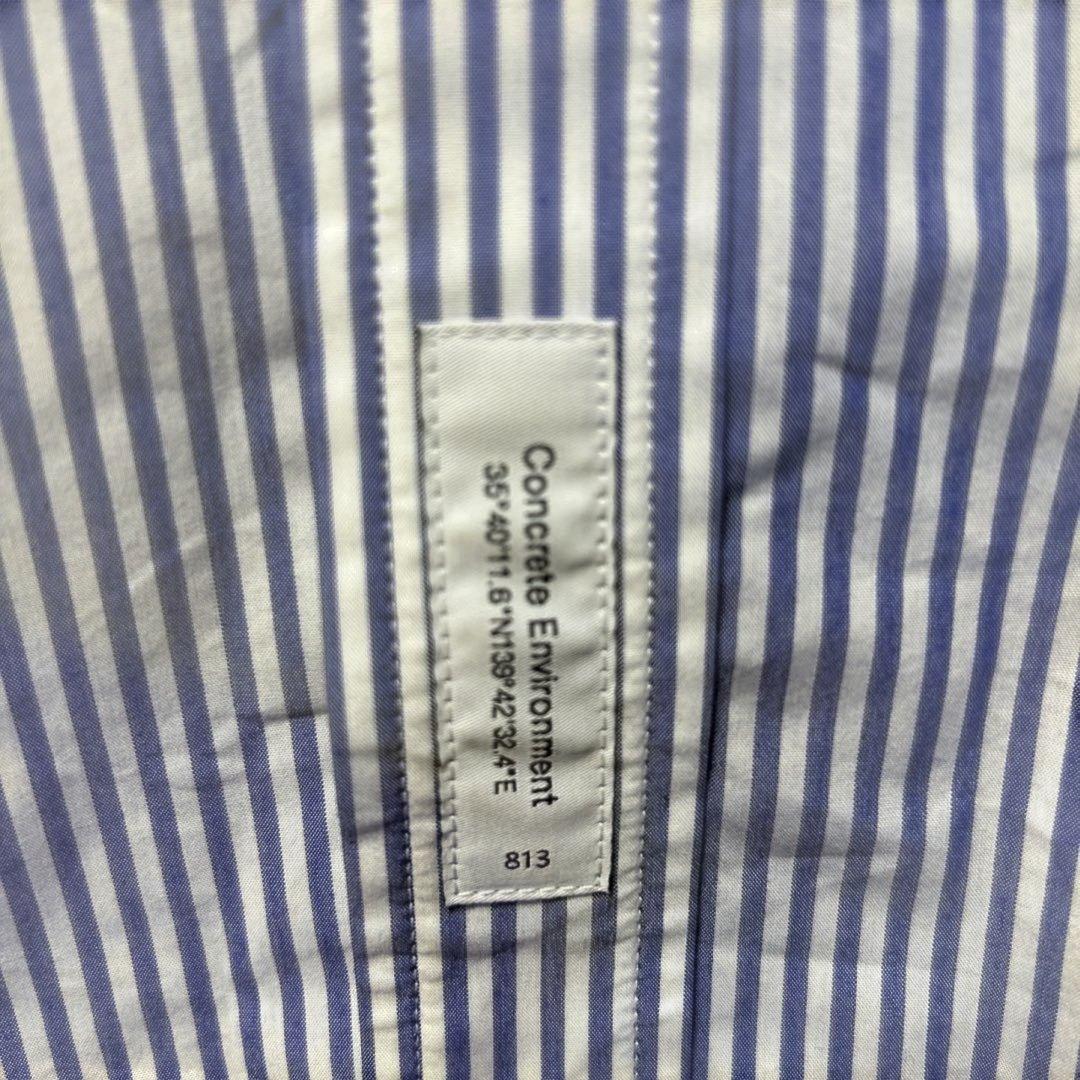 Concrete Environment
35°40'11.6"N139°42'32.4"E
813